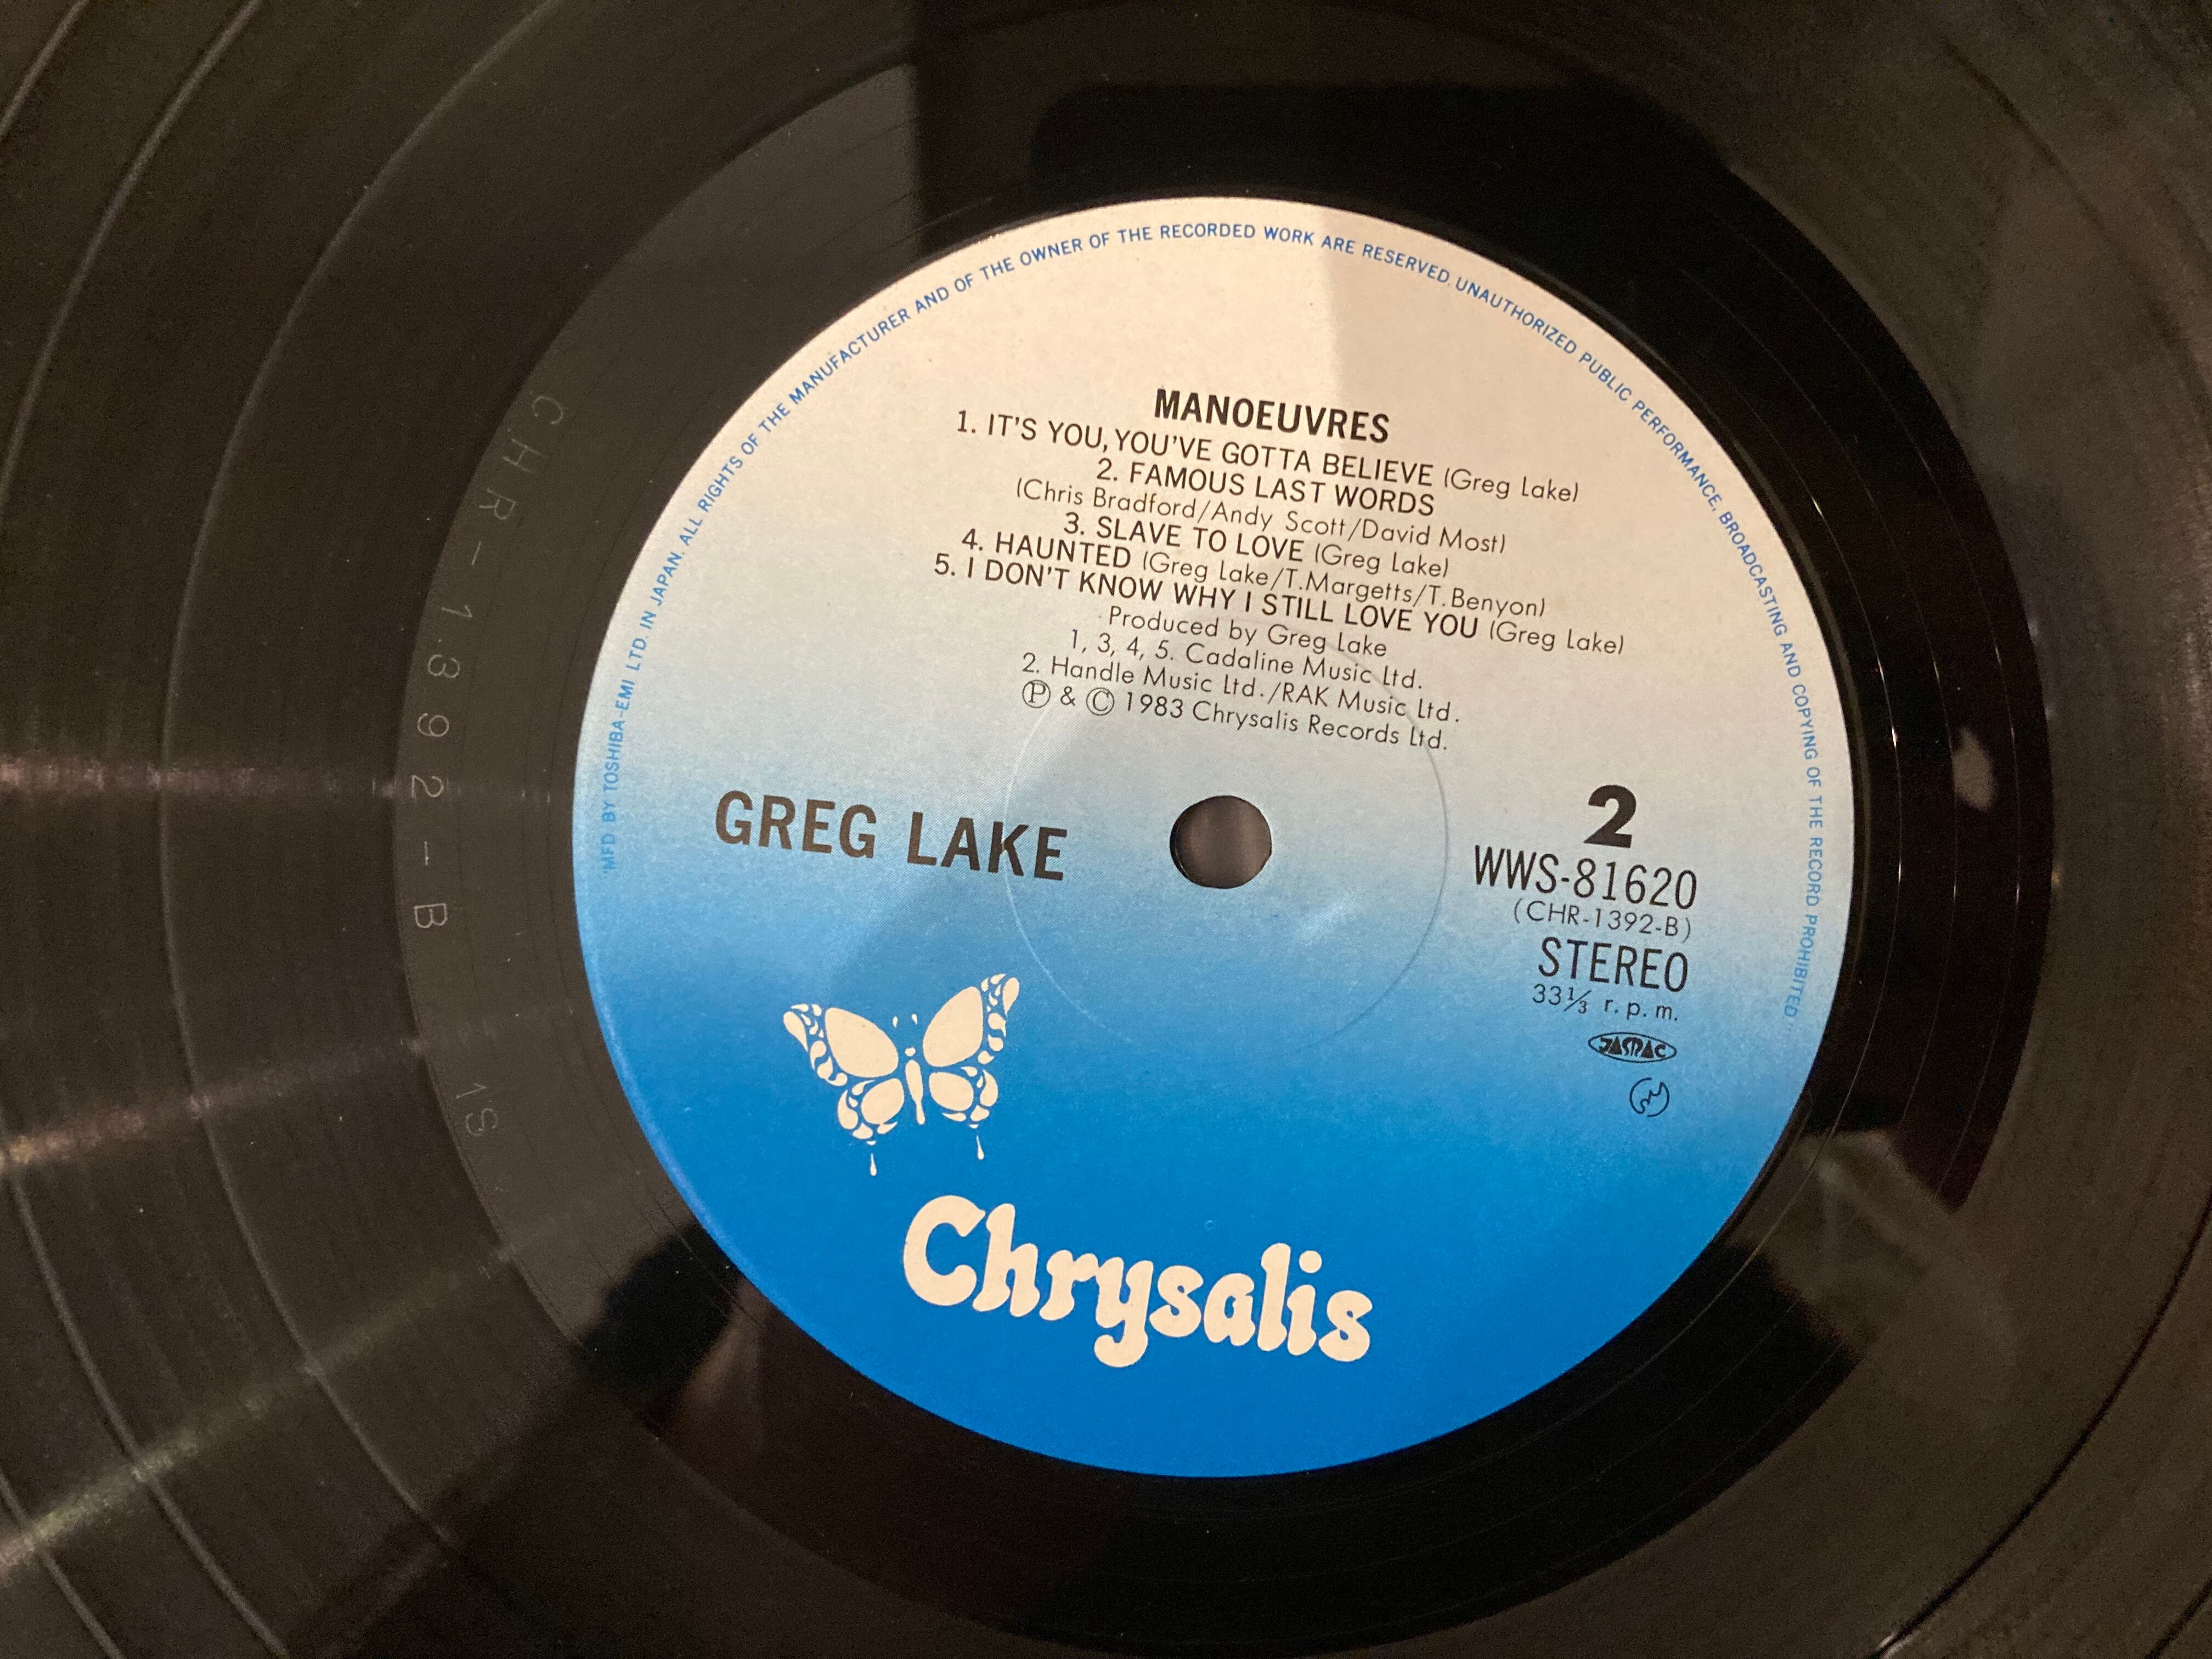 MFD BY TOSHIBA-EMI LTD. IN JAPAN. ALL RIGHTS OF THE MANUFACTURER AND OF THE OWNER OF THE RECORDED WORK ARE RESERVED. UNAUTHORIZED PUBLIC PERFORMANCE, BROADCASTING AND COPYING OF THE RECORD PROHIBITED
MANOEUVRES
1. IT'S YOU, YOU'VE GOTTA BELIEVE (Greg Lake)
2. FAMOUS LAST WORDS
(Chris Bradford/Andy Scott/David Most)
3. SLAVE TO LOVE (Greg Lake)
4. HAUNTED (Greg Lake/T.Margetts/T.Benyon)
5. I DON'T KNOW WHY I STILL LOVE YOU (Greg Lake)
Produced by Greg Lake
1, 3, 4, 5. Cadaline Music Ltd.
2. Handle Music Ltd./RAK Music Ltd.
Ⓟ & © 1983 Chrysalis Records Ltd.
GREG LAKE
2
WWS-81620
(CHR-1392-B)
STEREO
33⅓ r.p.m.
JASRAC
Chrysalis
CHR-1392-B 1S